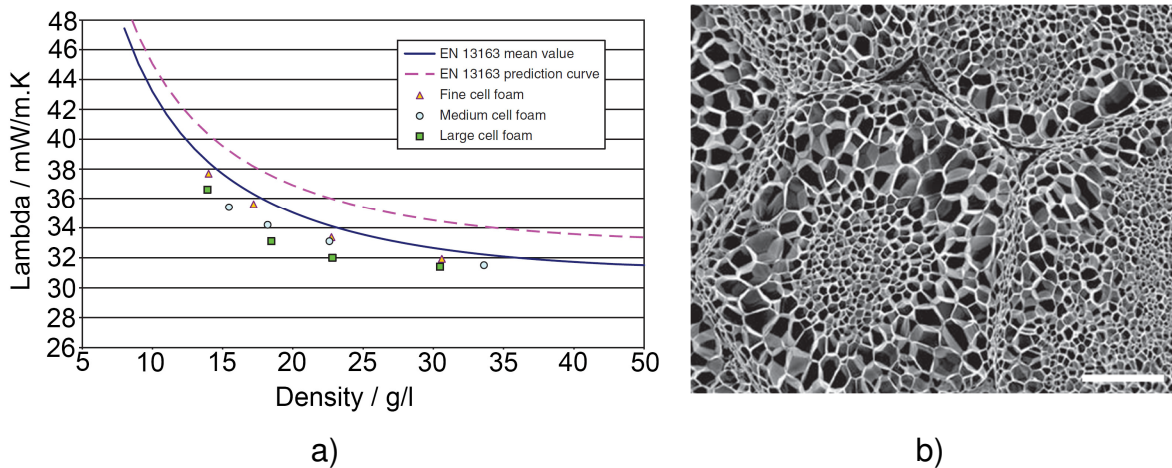 48
46
44
42
40
38
36
34
32
30
28
26
Lambda / mW/m.K
5
10
15
20
25
30
35
40
45
50
Density / g/l
EN 13163 mean value
EN 13163 prediction curve
Fine cell foam
Medium cell foam
Large cell foam
a)
b)